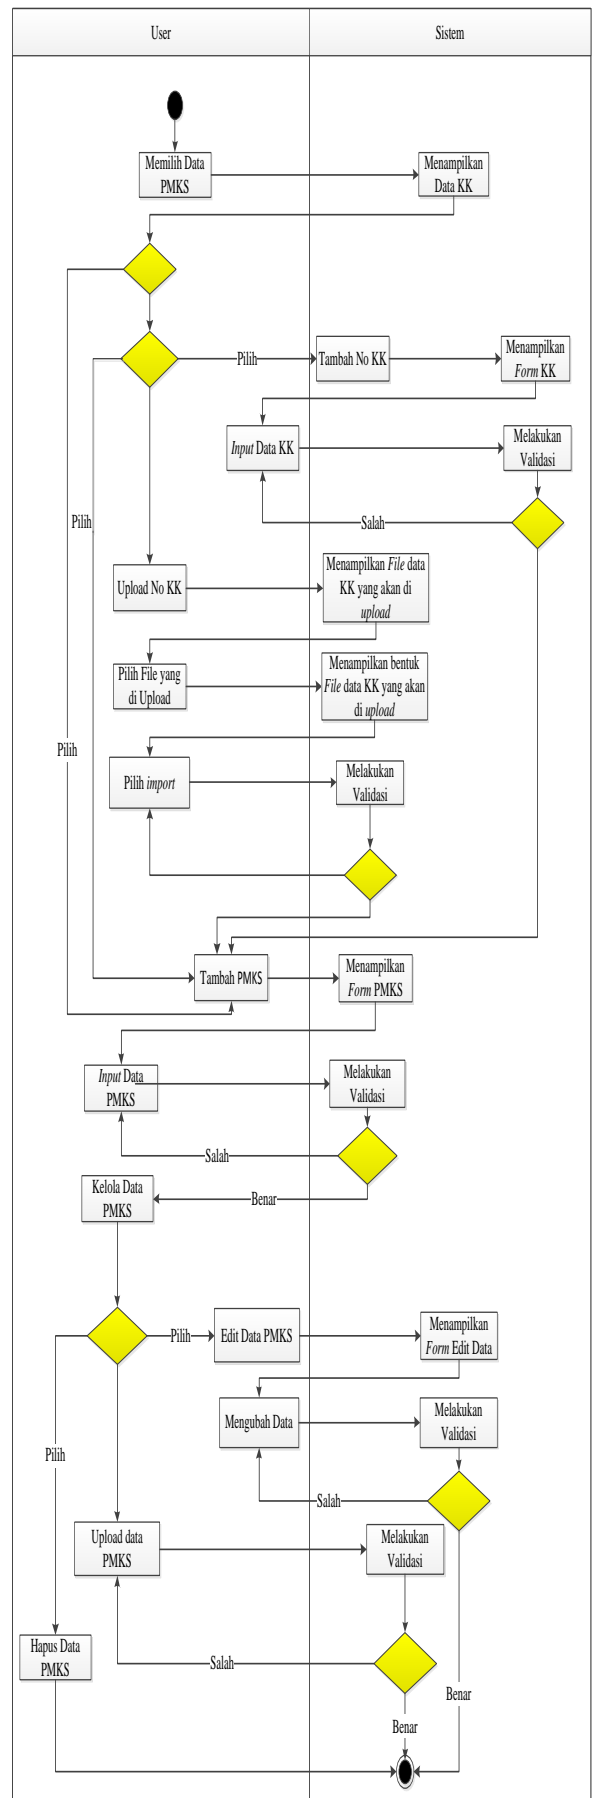 User
Sistem
Memilih Data
PMKS
Menampilkan
Data KK
Pilih
Tambah No KK
Menampilkan
Form KK
Input Data KK
Melakukan
Validasi
Salah
Pilih
Upload No KK
Menampilkan File data
KK yang akan di
upload
Pilih File yang
di Upload
Menampilkan bentuk
File data KK yang akan
di upload
Pilih
Pilih import
Melakukan
Validasi
Tambah PMKS
Menampilkan
Form PMKS
Input Data
PMKS
Melakukan
Validasi
Salah
Kelola Data
PMKS
Benar
Pilih
Edit Data PMKS
Menampilkan
Form Edit Data
Mengubah Data
Melakukan
Validasi
Pilih
Salah
Upload data
PMKS
Melakukan
Validasi
Hapus Data
PMKS
Salah
Benar
Benar